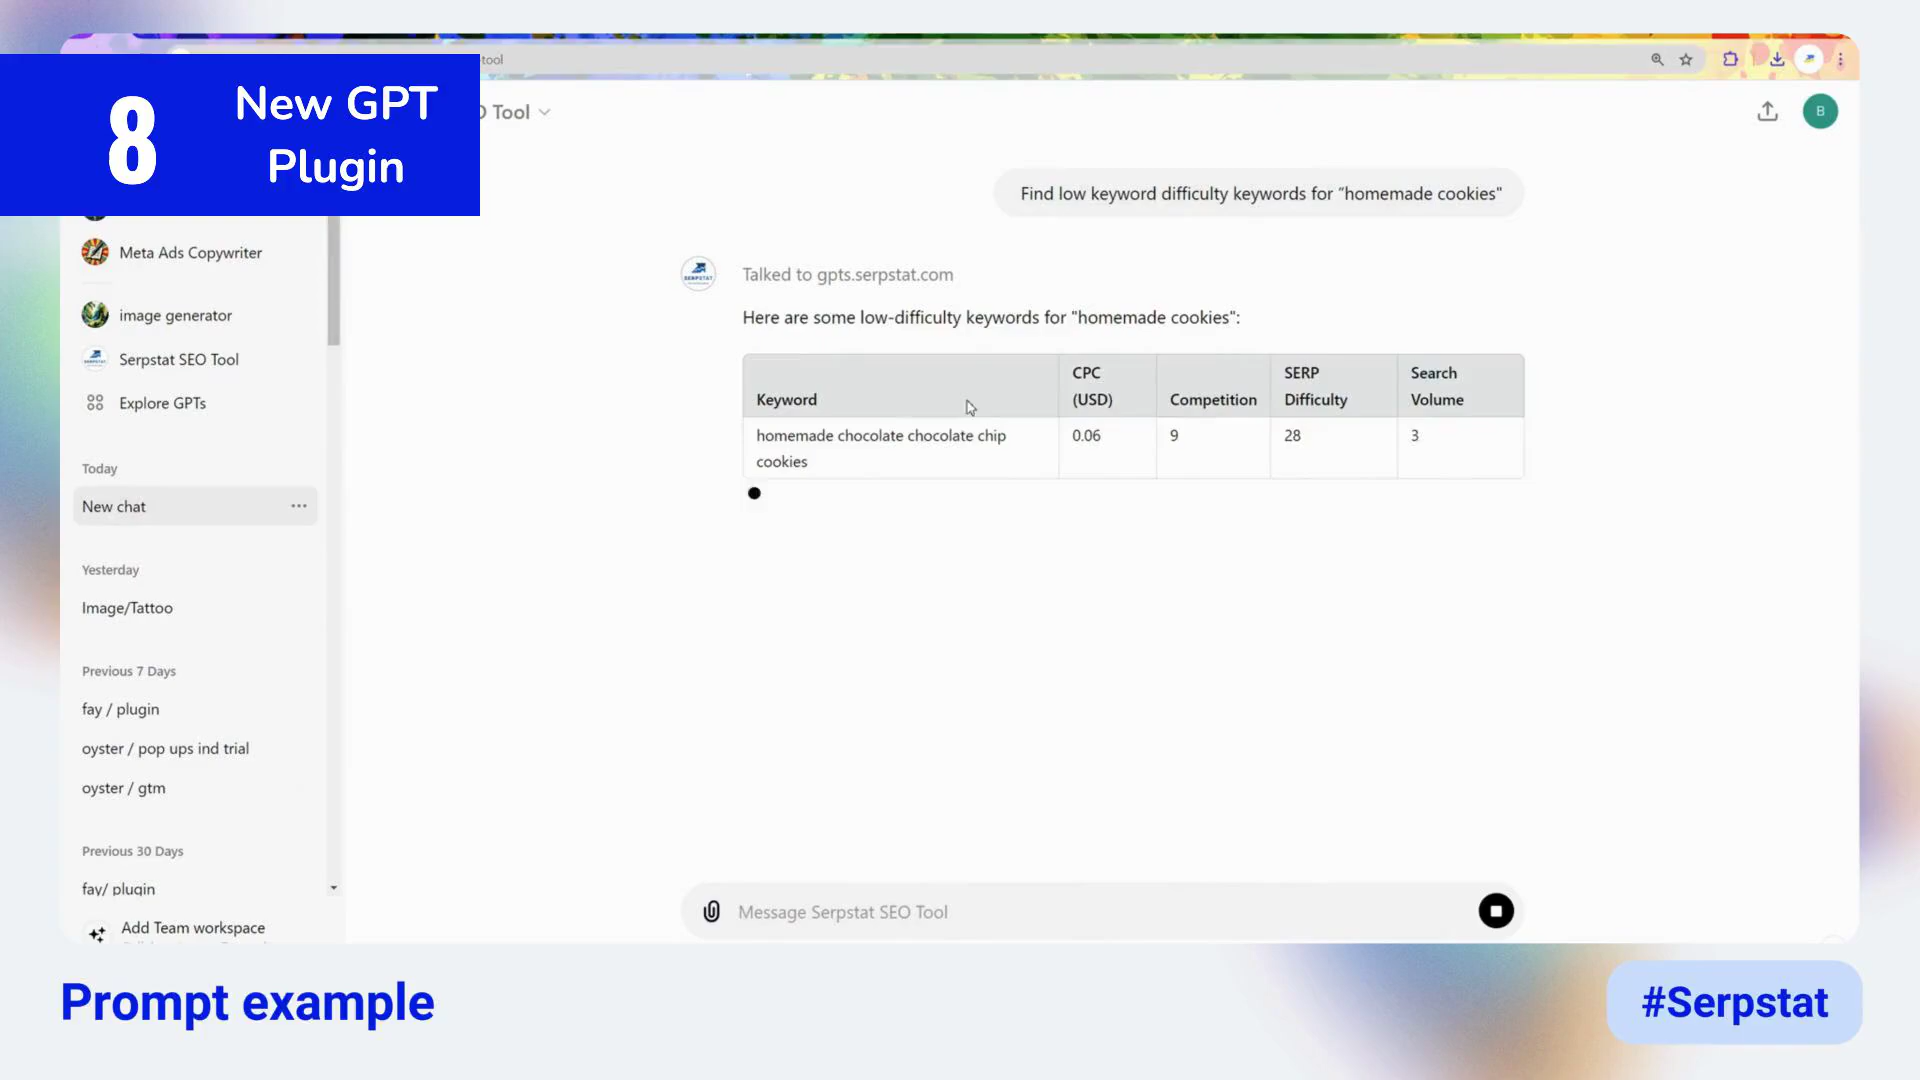 8
New GPT
Plugin
tool
O Tool
B
Find low keyword difficulty keywords for "homemade cookies"
Meta Ads Copywriter
image generator
Serpstat SEO Tool
Explore GPTs
Today
New chat
Yesterday
Image/Tattoo
Previous 7 Days
fay / plugin
oyster / pop ups ind trial
oyster / gtm
Previous 30 Days
fay/ plugin
Add Team workspace
SERPSTAT
Talked to gpts.serpstat.com
Here are some low-difficulty keywords for "homemade cookies":
Keyword
CPC
(USD)
Competition
SERP
Difficulty
Search
Volume
homemade chocolate chocolate chip
cookies
0.06
9
28
3
Message Serpstat SEO Tool
Prompt example
#Serpstat